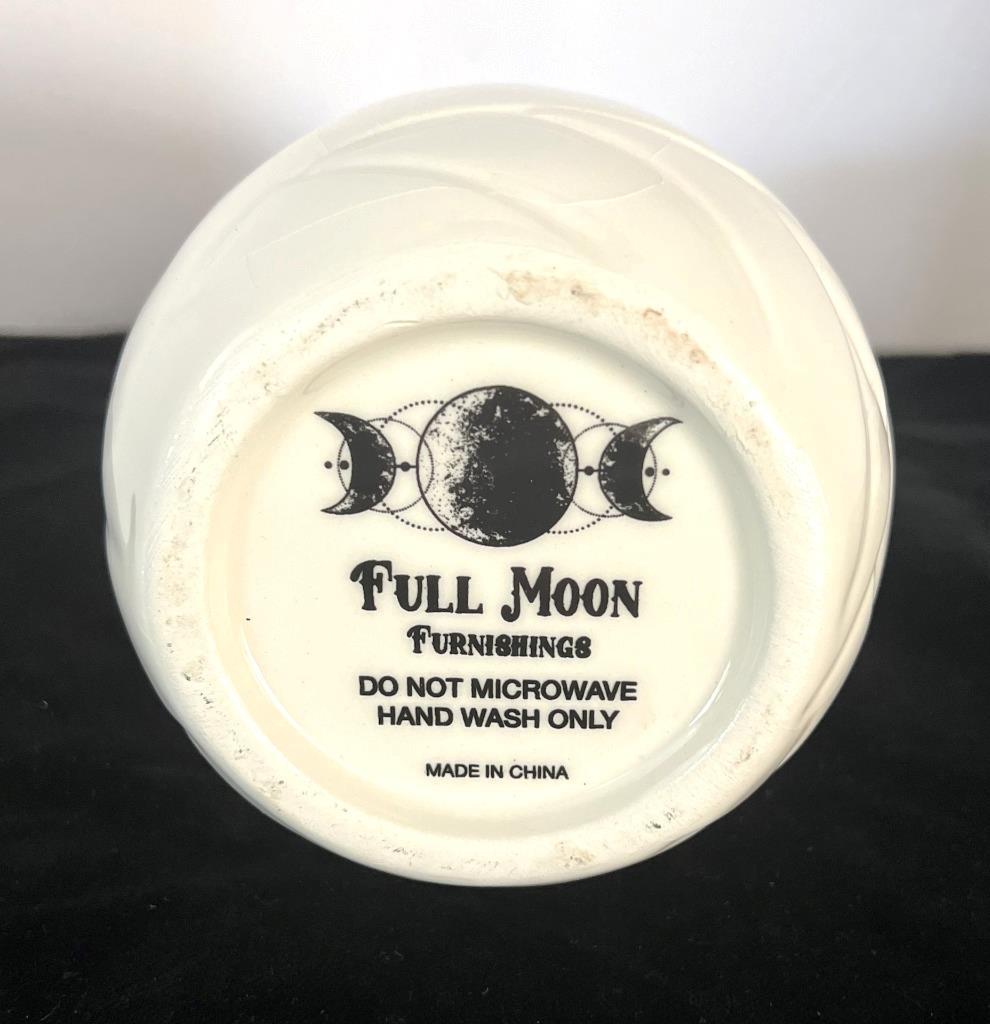 FULL MOON
FURNISHINGS
DO NOT MICROWAVE
HAND WASH ONLY
MADE IN CHINA